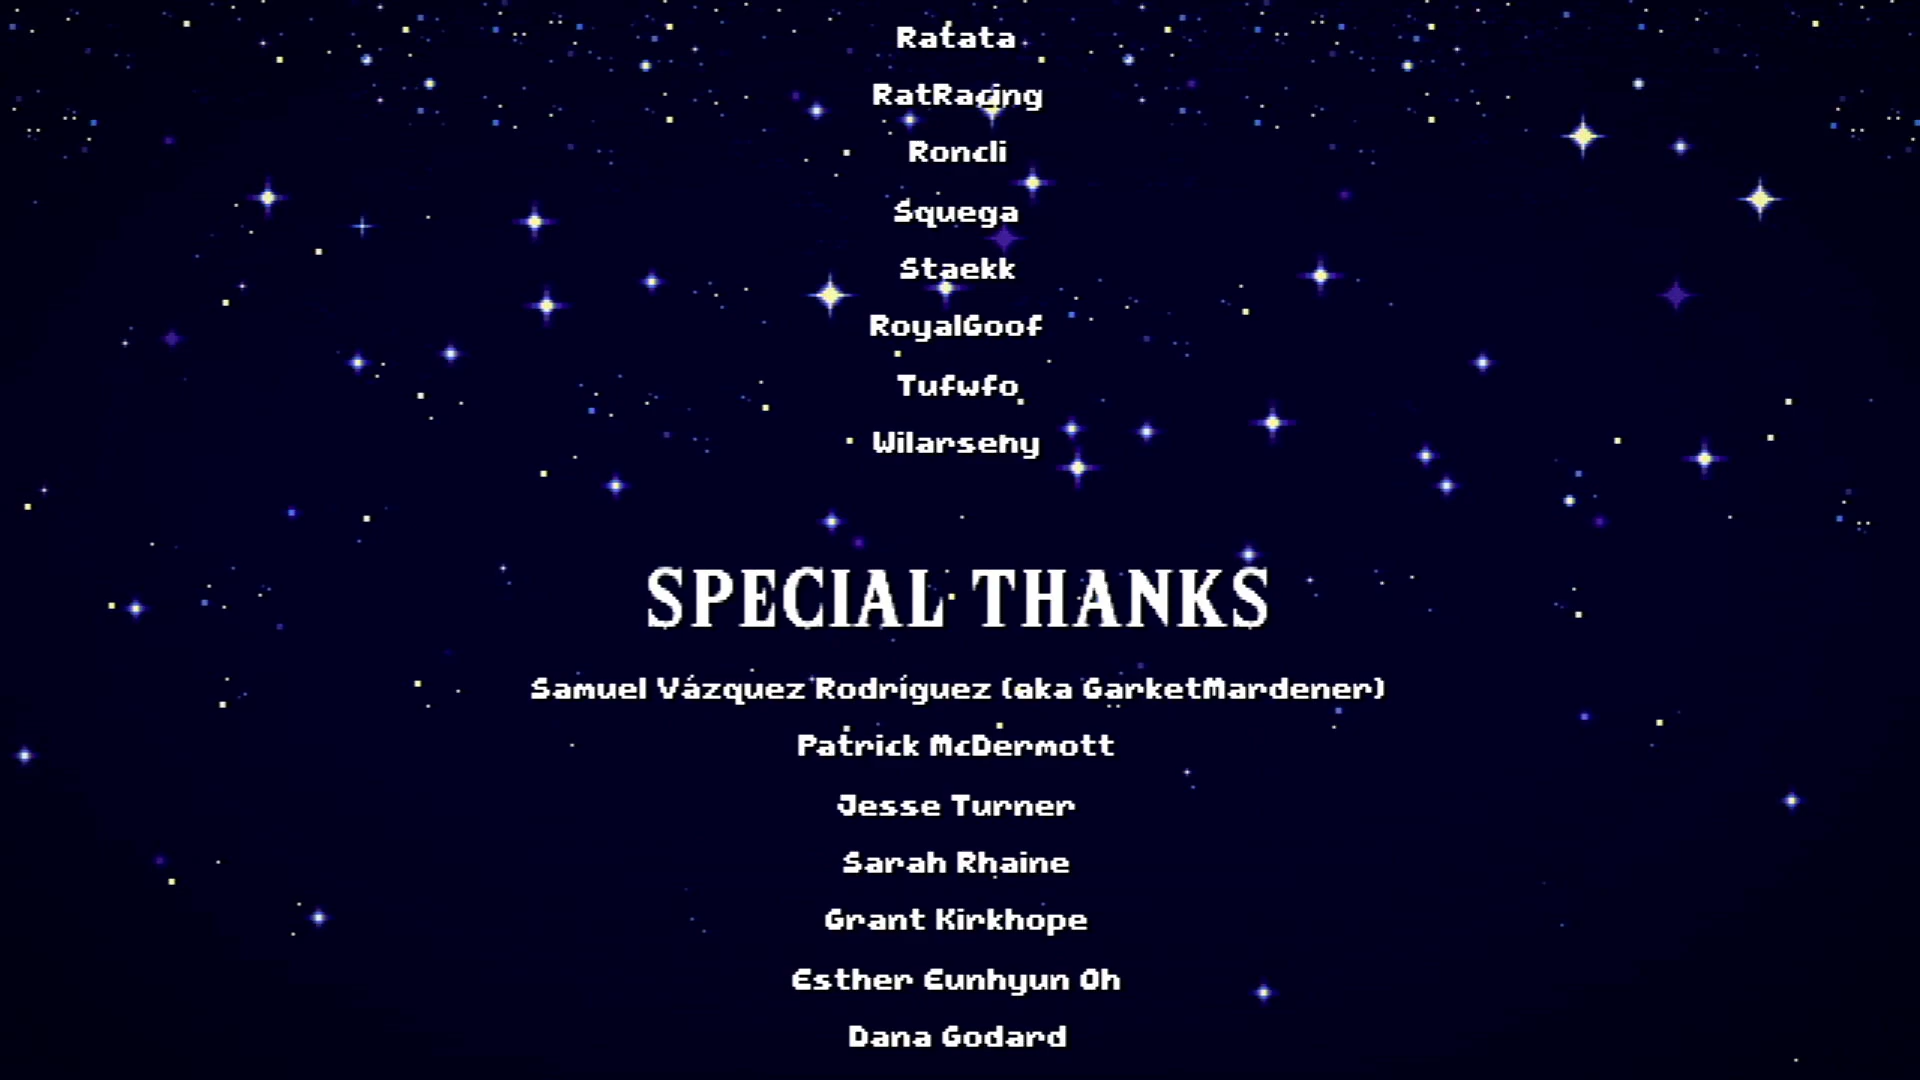 Ratata
RatRacing
Roncli
Squega
Staekk
RoyalGoof
Tufwfo
Wilarseny
SPECIAL THANKS
Samuel Vázquez Rodríguez (aka GarketMardener)
Patrick McDermott
Jesse Turner
Sarah Rhaine
Grant Kirkhope
Esther Eunhyun Oh
Dana Godard